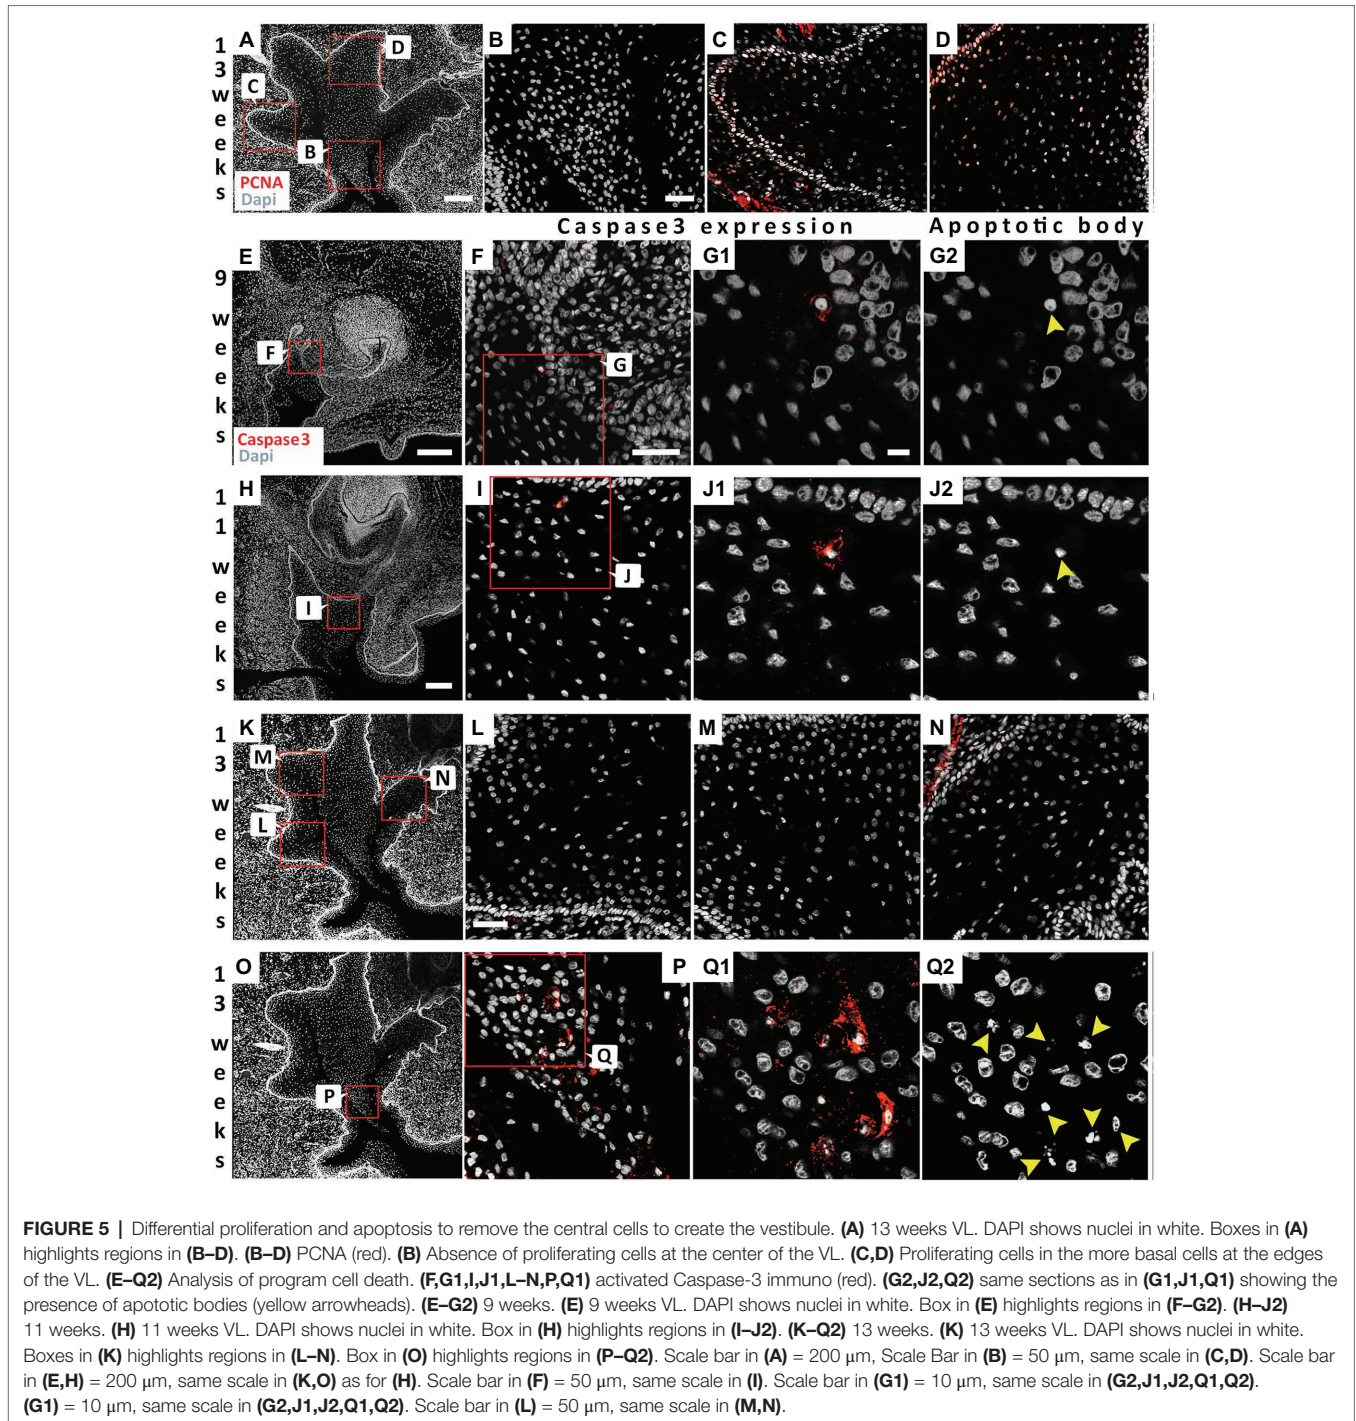 A
B
C
D
C
D
B
13 weeks
PCNA
Dapi
Caspase3 expression
Apoptotic body
E
F
G1
G2
9 weeks
F
G
Caspase3
Dapi
H
I
J1
J2
11 weeks
I
J
K
L
M
N
13 weeks
M
N
L
O
P
Q1
Q2
13 weeks
P
Q
FIGURE 5 | Differential proliferation and apoptosis to remove the central cells to create the vestibule. (A) 13 weeks VL. DAPI shows nuclei in white. Boxes in (A)
highlights regions in (B–D). (B–D) PCNA (red). (B) Absence of proliferating cells at the center of the VL. (C,D) Proliferating cells in the more basal cells at the edges
of the VL. (E–Q2) Analysis of program cell death. (F,G1,I,J1,L–N,P,Q1) activated Caspase-3 immuno (red). (G2,J2,Q2) same sections as in (G1,J1,Q1) showing the
presence of apototic bodies (yellow arrowheads). (E–G2) 9 weeks. (E) 9 weeks VL. DAPI shows nuclei in white. Box in (E) highlights regions in (F–G2). (H–J2)
11 weeks. (H) 11 weeks VL. DAPI shows nuclei in white. Box in (H) highlights regions in (I–J2). (K–Q2) 13 weeks. (K) 13 weeks VL. DAPI shows nuclei in white.
Boxes in (K) highlights regions in (L–N). Box in (O) highlights regions in (P–Q2). Scale bar in (A) = 200 μm, Scale Bar in (B) = 50 μm, same scale in (C,D). Scale bar
in (E,H) = 200 μm, same scale in (K,O) as for (H). Scale bar in (F) = 50 μm, same scale in (I). Scale bar in (G1) = 10 μm, same scale in (G2,J1,J2,Q1,Q2).
(G1) = 10 μm, same scale in (G2,J1,J2,Q1,Q2). Scale bar in (L) = 50 μm, same scale in (M,N).